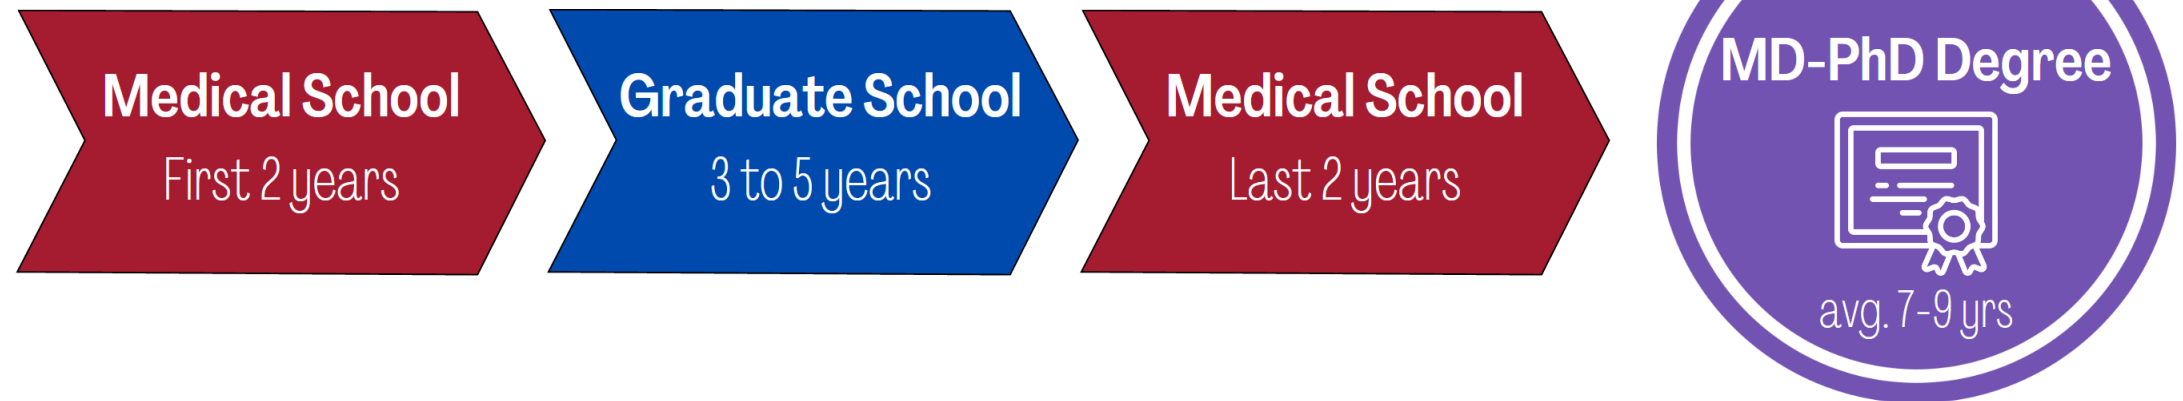 Medical School
First 2 years
Graduate School
3 to 5 years
Medical School
Last 2 years
MD-PhD Degree
avg. 7-9 yrs